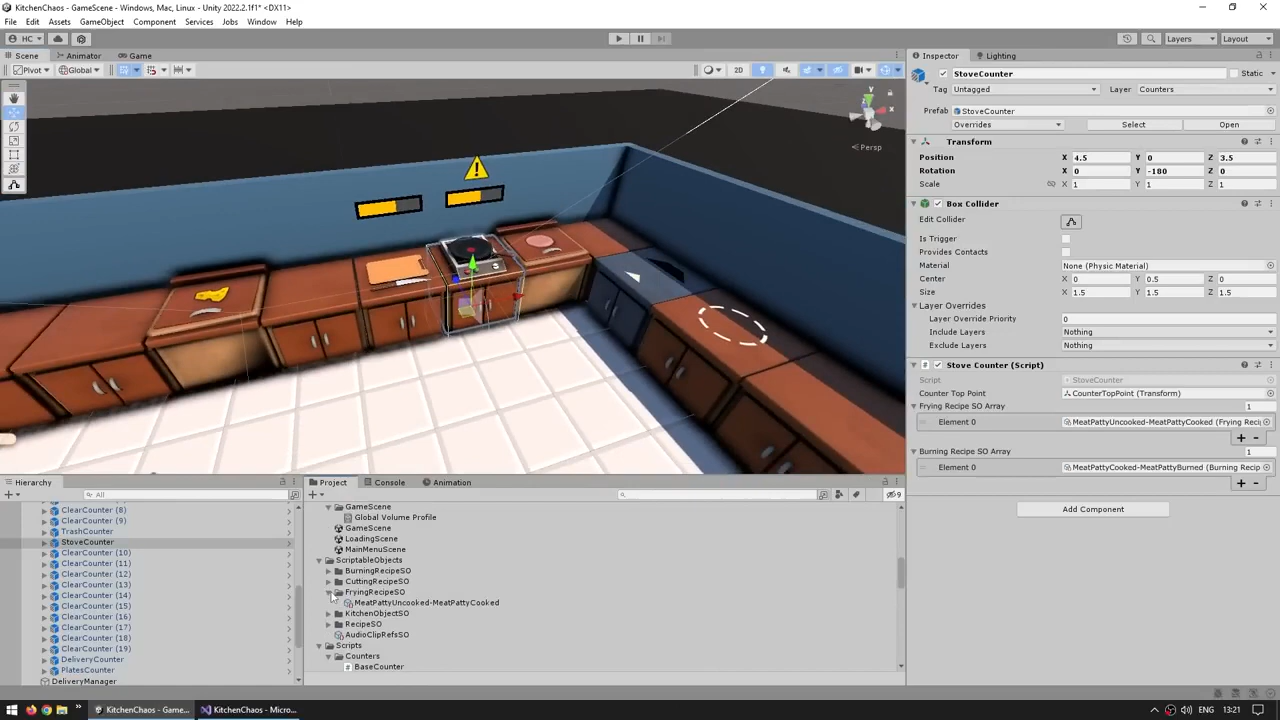 KitchenChaos - GameScene - Windows, Mac, Linux - Unity 2022.2.1f1* <DX11>
File Edit Assets GameObject Component Services Jobs Window Help
HC Layers Layout
Scene Animator Game Inspector Lighting
Pivot Global 2D
StoveCounter Static
Tag Untagged Layer Counters
Prefab StoveCounter
Overrides Select Open
Transform
Position X 4.5 Y 0 Z 3.5
Rotation X 0 Y -180 Z 0
Scale X 1 Y 1 Z 1
Box Collider
Edit Collider
Is Trigger
Provides Contacts
Material None (Physic Material)
Center X 0 Y 0.5 Z 0
Size X 1.5 Y 1.5 Z 1.5
Layer Overrides
Layer Override Priority 0
Include Layers Nothing
Exclude Layers Nothing
Stove Counter (Script)
Script StoveCounter
Counter Top Point CounterTopPoint (Transform)
Frying Recipe SO Array 1
Element 0 MeatPattyUncooked-MeatPattyCooked (Frying Reci
Burning Recipe SO Array 1
Element 0 MeatPattyCooked-MeatPattyBurned (Burning Recip
Add Component
y
x
z
Persp
!
Hierarchy
All
ClearCounter (8)
ClearCounter (9)
TrashCounter
StoveCounter
ClearCounter (10)
ClearCounter (11)
ClearCounter (12)
ClearCounter (13)
ClearCounter (14)
ClearCounter (15)
ClearCounter (16)
ClearCounter (17)
ClearCounter (18)
ClearCounter (19)
DeliveryCounter
PlatesCounter
DeliveryManager
Project Console Animation
9
GameScene
Global Volume Profile
GameScene
LoadingScene
MainMenuScene
ScriptableObjects
BurningRecipeSO
CuttingRecipeSO
FryingRecipeSO
MeatPattyUncooked-MeatPattyCooked
KitchenObjectSO
RecipeSO
AudioClipRefsSO
Scripts
Counters
BaseCounter
KitchenChaos - Game... KitchenChaos - Micro... ENG 13:21